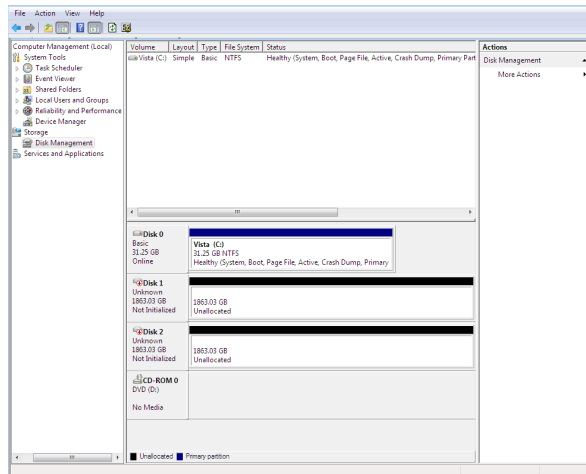 File Action View Help
Computer Management (Local)
System Tools
Task Scheduler
Event Viewer
Shared Folders
Local Users and Groups
Reliability and Performance
Device Manager
Storage
Disk Management
Services and Applications
Volume Layout Type File System Status
Vista (C:) Simple Basic NTFS Healthy (System, Boot, Page File, Active, Crash Dump, Primary Part
Disk 0
Basic
31.25 GB
Online
Vista (C:)
31.25 GB NTFS
Healthy (System, Boot, Page File, Active, Crash Dump, Primary
Disk 1
Unknown
1863.03 GB
Not Initialized
1863.03 GB
Unallocated
Disk 2
Unknown
1863.03 GB
Not Initialized
1863.03 GB
Unallocated
CD-ROM 0
DVD (D:)
No Media
Unallocated Primary partition
Actions
Disk Management
More Actions